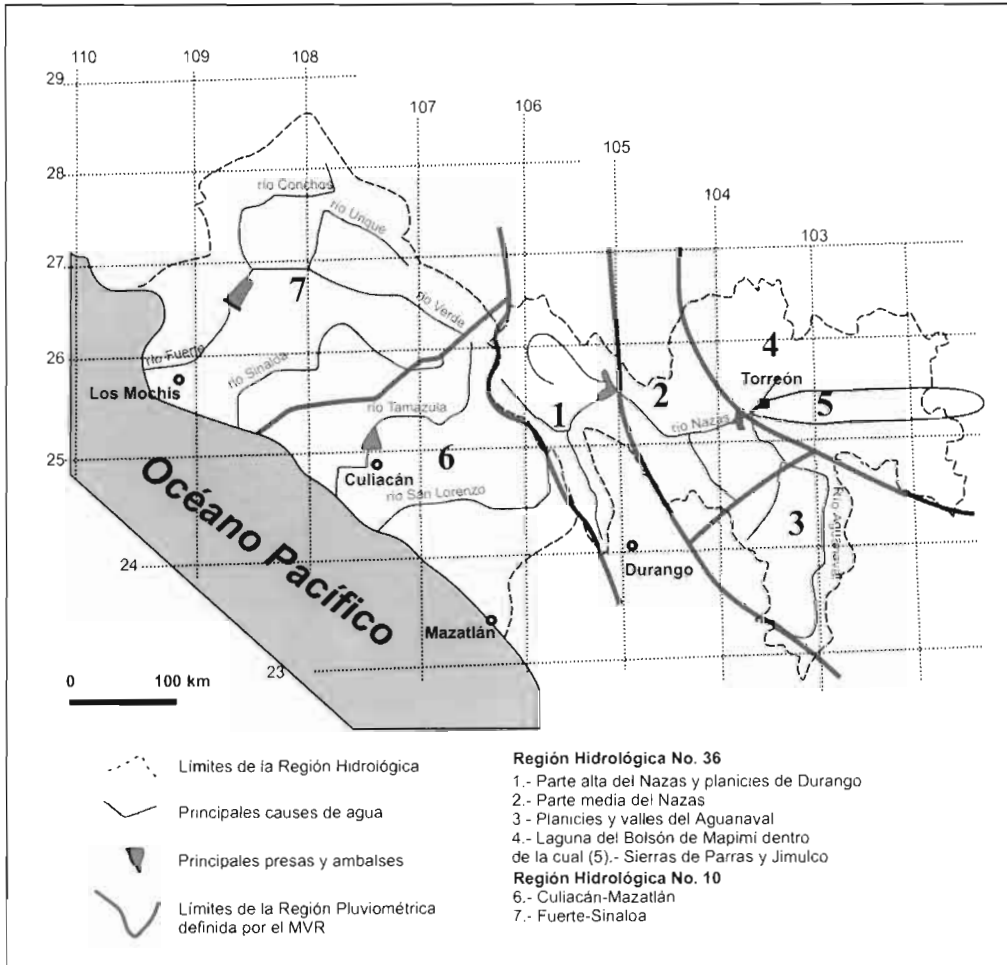 110
109
108
29
107
106
28
105
104
103
río Conchos
río Urique
27
7
río Verde
26
río Fuerte
río Sinaloa
4
Los Mochis
Torreón
1
2
5
río Tamazula
río Nazas
25
6
Culiacán
río San Lorenzo
3
Río Aguanaval
24
Durango
Océano Pacífico
Mazatlán
23
0 100 km
Límites de la Región Hidrológica
Principales causes de agua
Principales presas y ambalses
Límites de la Región Pluviométrica
definida por el MVR
Región Hidrológica No. 36
1.- Parte alta del Nazas y planicies de Durango
2.- Parte media del Nazas
3 - Planicies y valles del Aguanaval
4.- Laguna del Bolsón de Mapimí dentro
de la cual (5).- Sierras de Parras y Jimulco
Región Hidrológica No. 10
6.- Culiacán-Mazatlán
7.- Fuerte-Sinaloa